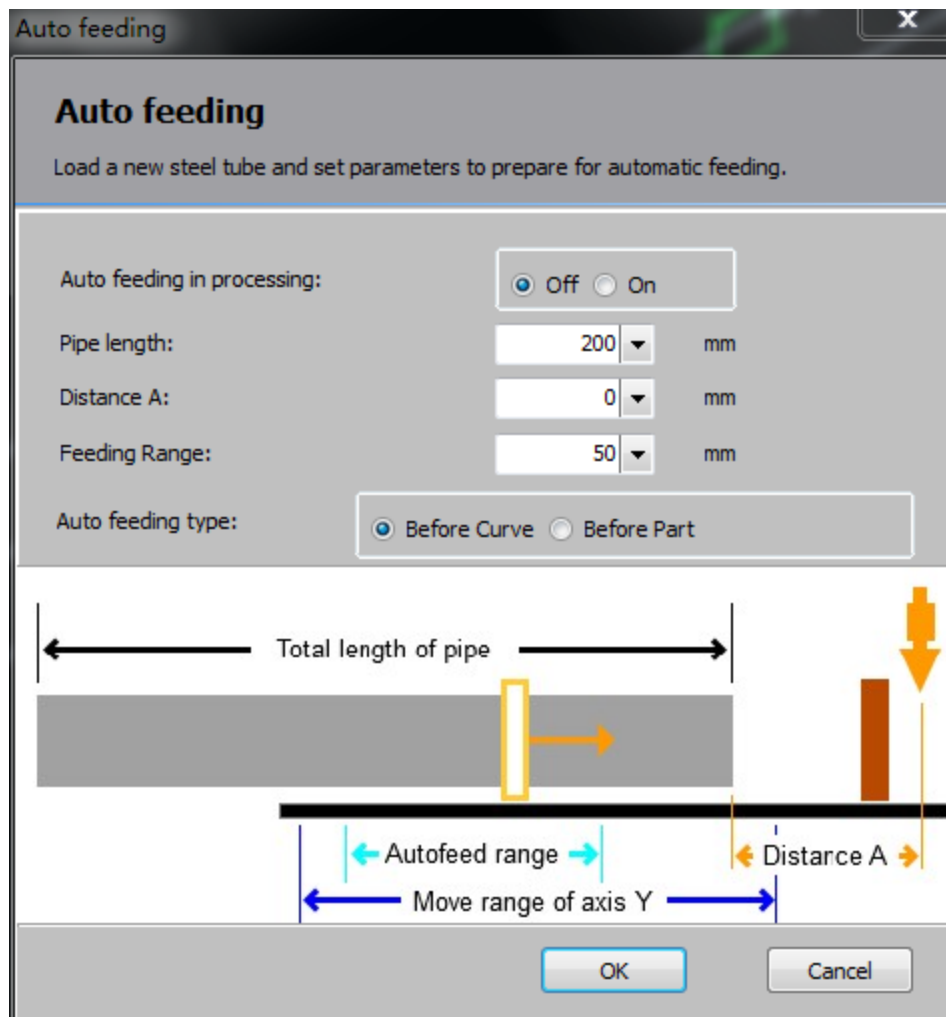 Auto feeding
X
Auto feeding
Load a new steel tube and set parameters to prepare for automatic feeding.
Auto feeding in processing: Off On
Pipe length: 200 mm
Distance A: 0 mm
Feeding Range: 50 mm
Auto feeding type: Before Curve Before Part
Total length of pipe
Autofeed range Distance A
Move range of axis Y
OK Cancel